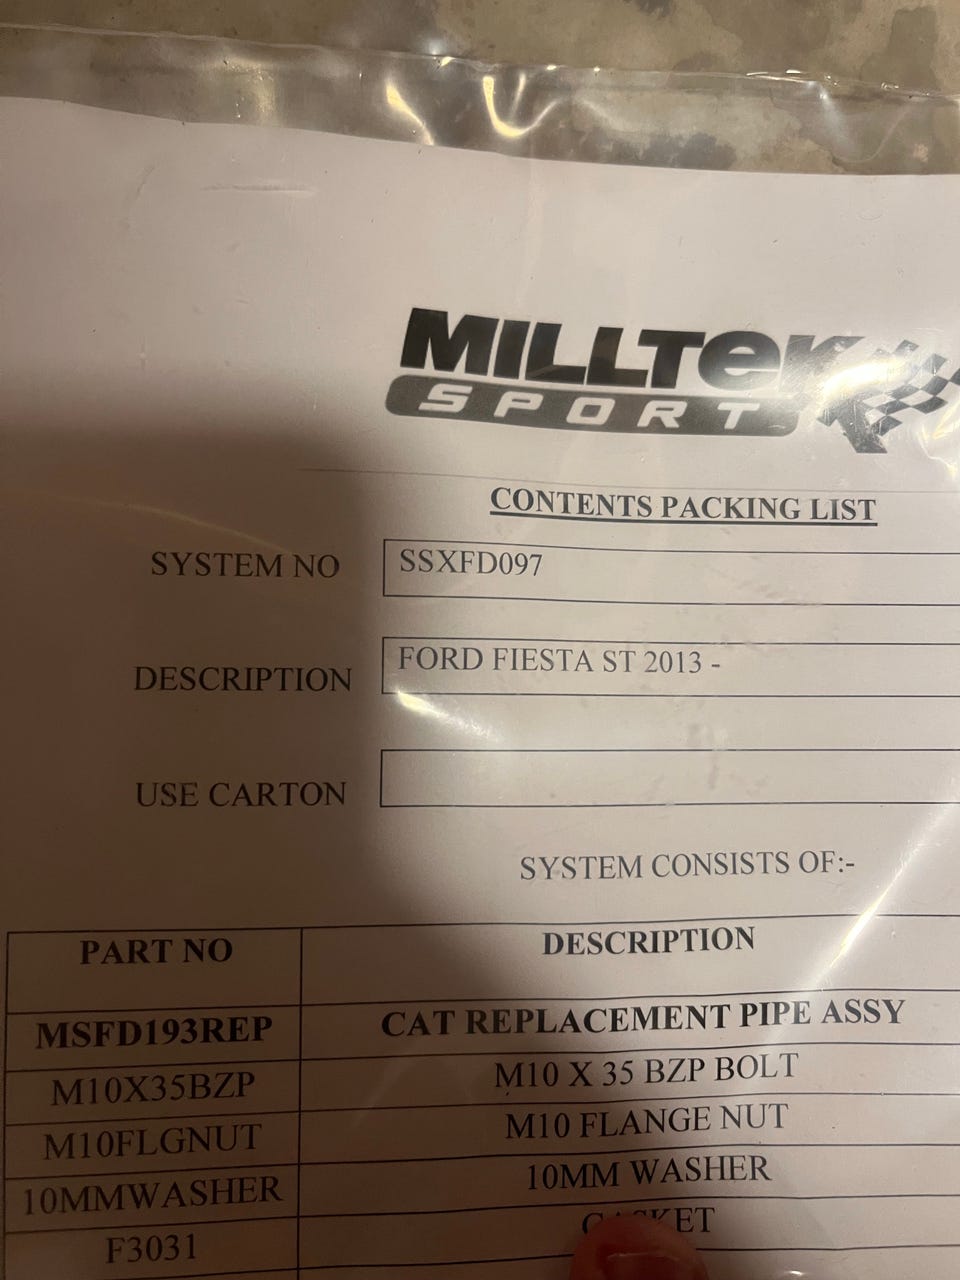 MILLTEK
SPORT
CONTENTS PACKING LIST
SYSTEM NO SSXFD097
DESCRIPTION FORD FIESTA ST 2013 -
USE CARTON
SYSTEM CONSISTS OF:-
PART NO DESCRIPTION
MSFD193REP CAT REPLACEMENT PIPE ASSY
M10X35BZP M10 X 35 BZP BOLT
M10FLGNUT M10 FLANGE NUT
10MMWASHER 10MM WASHER
F3031 GASKET